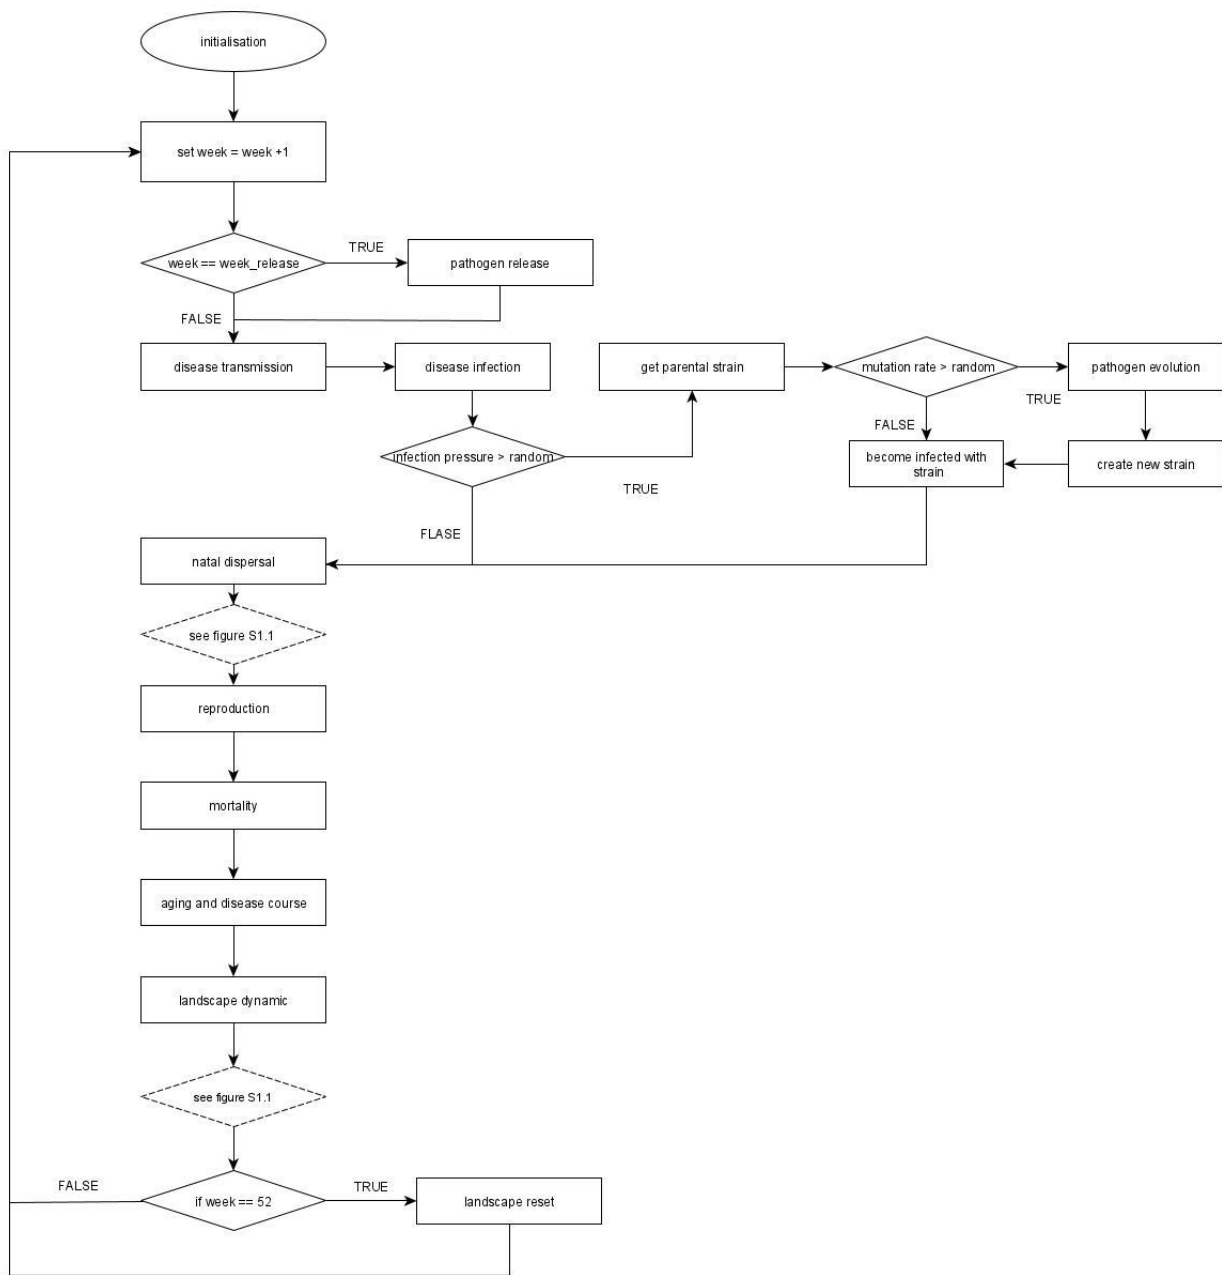 initialisation
set week = week +1
week == week_release
TRUE
pathogen release
FALSE
disease transmission
disease infection
get parental strain
mutation rate > random
TRUE
pathogen evolution
FALSE
infection pressure > random
TRUE
become infected with
strain
create new strain
FLASE
natal dispersal
see figure S1.1
reproduction
mortality
aging and disease course
landscape dynamic
see figure S1.1
FALSE
if week == 52
TRUE
landscape reset